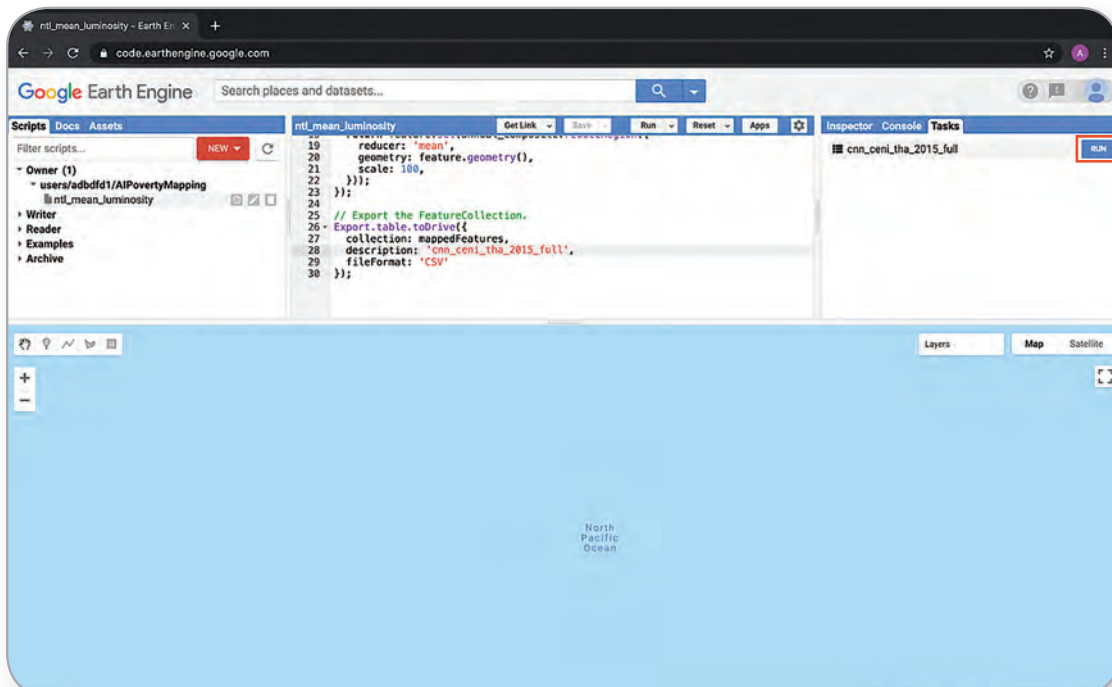 ntl_mean_luminosity - Earth En
code.earthengine.google.com
A
Google Earth Engine
Search places and datasets...
Scripts Docs Assets
Filter scripts...
NEW
Owner (1)
users/adbdfd1/AIPovertyMapping
ntl_mean_luminosity
Writer
Reader
Examples
Archive
ntl_mean_luminosity
Get Link Save Run Reset Apps
19 reducer: 'mean',
20 geometry: feature.geometry(),
21 scale: 100,
22 }));
23 });
24
25 // Export the FeatureCollection.
26 Export.table.toDrive({
27 collection: mappedFeatures,
28 description: 'cnn_ceni_tha_2015_full',
29 fileFormat: 'CSV'
30 });
Inspector Console Tasks
cnn_ceni_tha_2015_full
RUN
Layers
Map Satellite
North
Pacific
Ocean